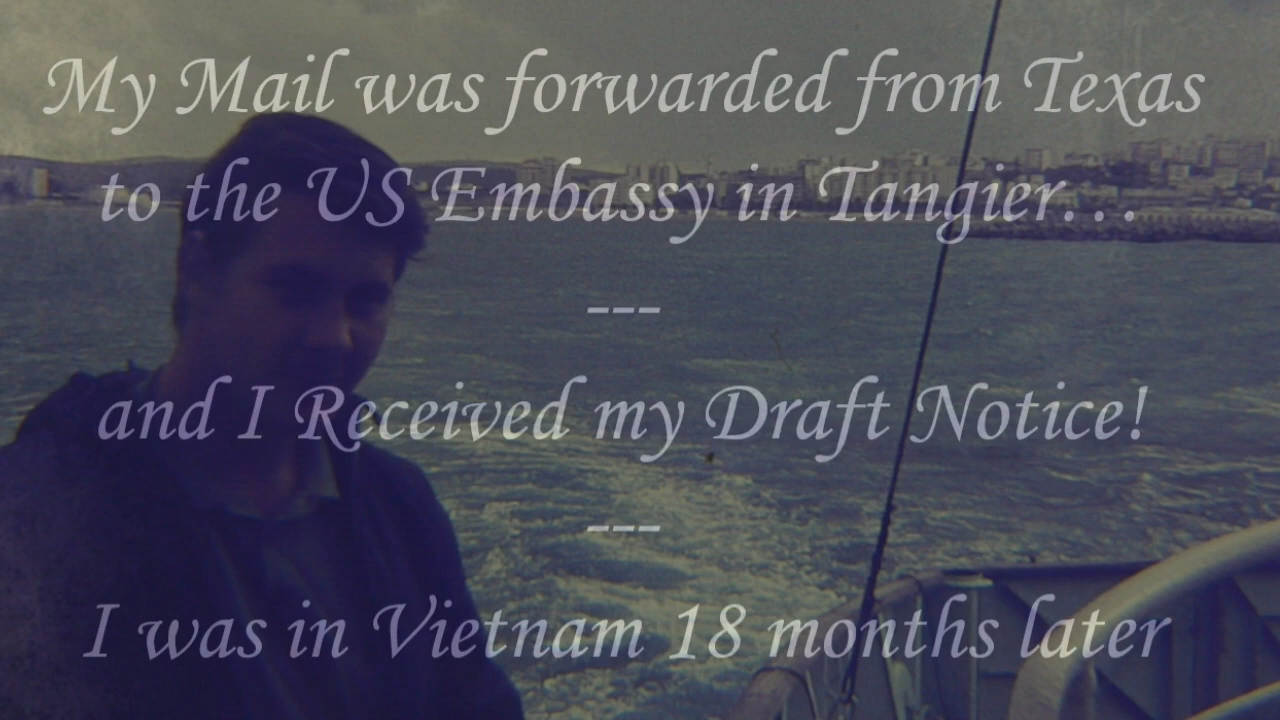 My Mail was forwarded from Texas
to the US Embassy in Tangier...
---
and I Received my Draft Notice!
---
I was in Vietnam 18 months later